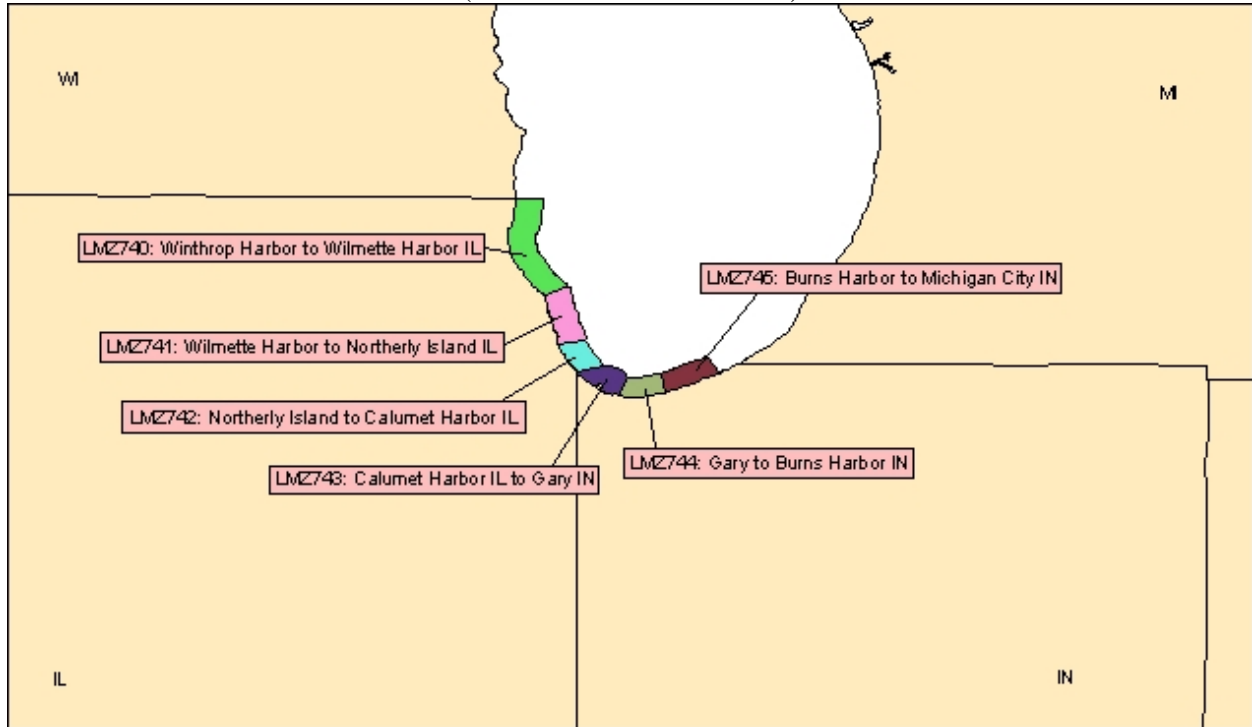 WI
MI
LMZ740: Winthrop Harbor to Wilmette Harbor IL
LMZ745: Burns Harbor to Michigan City IN
LMZ741: Wilmette Harbor to Northerly Island IL
LMZ742: Northerly Island to Calumet Harbor IL
LMZ744: Gary to Burns Harbor IN
LMZ743: Calumet Harbor IL to Gary IN
IL
IN